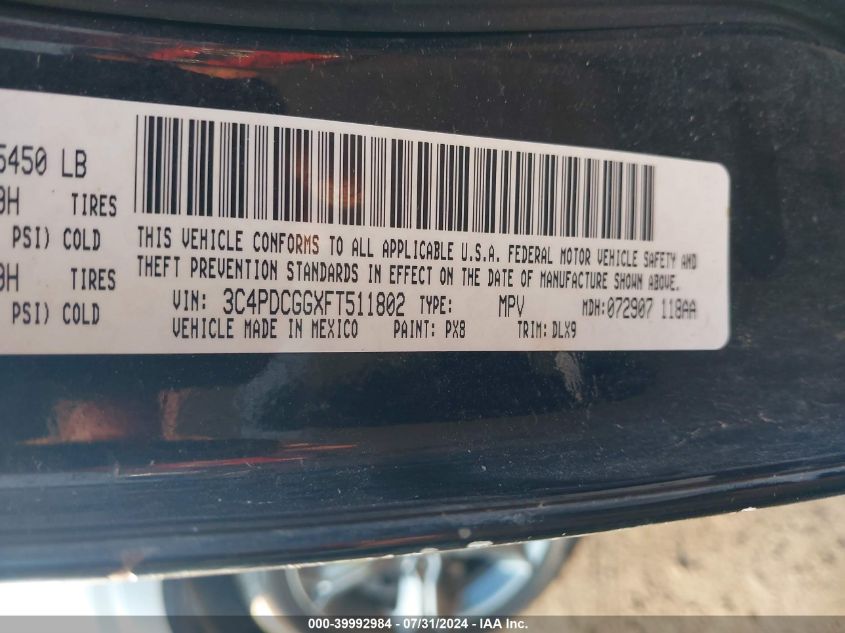 5450 LB
0H TIRES
PSI) COLD
0H TIRES
PSI) COLD
THIS VEHICLE CONFORMS TO ALL APPLICABLE U.S.A. FEDERAL MOTOR VEHICLE SAFETY AND
THEFT PREVENTION STANDARDS IN EFFECT ON THE DATE OF MANUFACTURE SHOWN ABOVE.
VIN: 3C4PDCGGXFT511802 TYPE: MPV MDH:072907 118AA
VEHICLE MADE IN MEXICO PAINT: PX8 TRIM: DLX9
000-39992984 - 07/31/2024 - IAA Inc.